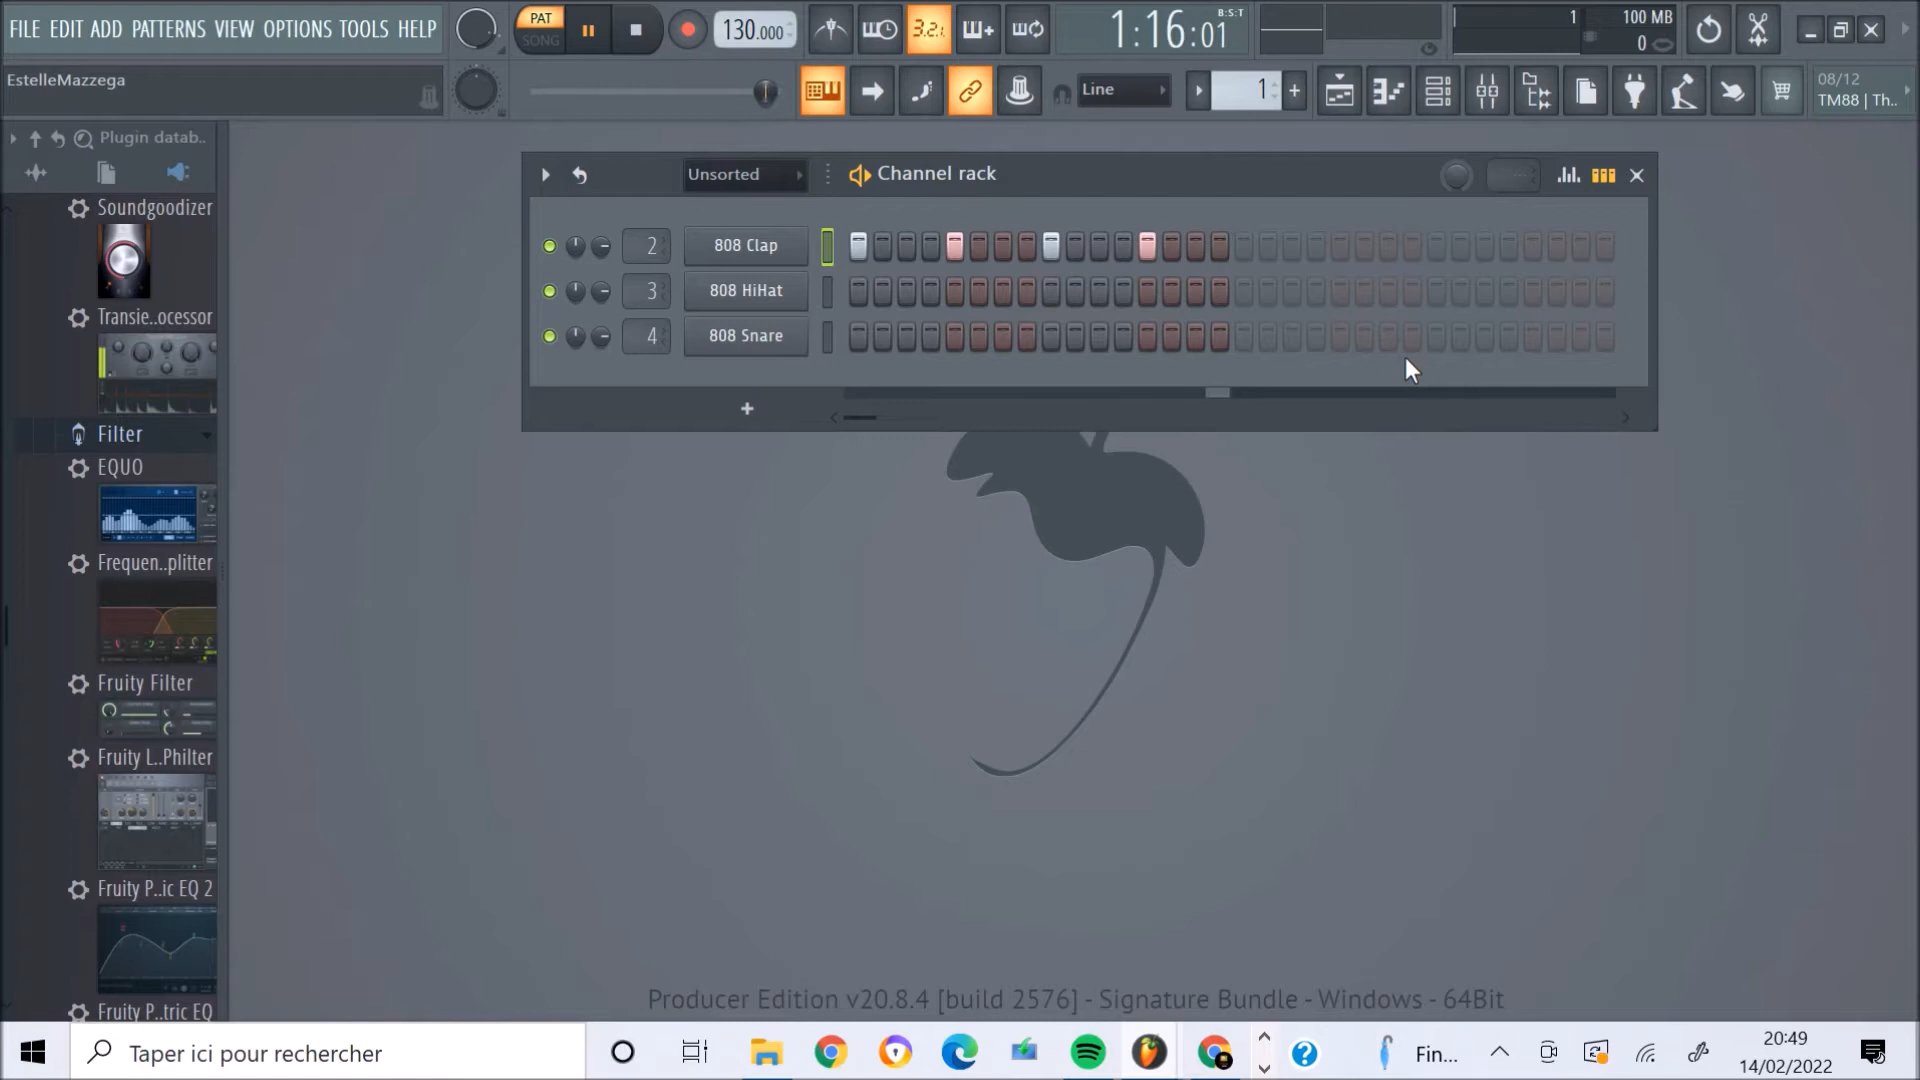 FILE EDIT ADD PATTERNS VIEW OPTIONS TOOLS HELP
PAT
SONG
130.000
3.2.1
1:16:01
B:S:T
1
100 MB
0
EstelleMazzega
Line
1
08/12
TM88 | Th..
Plugin datab..
Unsorted
Channel rack
2
808 Clap
3
808 HiHat
4
808 Snare
Soundgoodizer
Transie..ocessor
Filter
EQUO
Frequen..plitter
Fruity Filter
Fruity L..Philter
Fruity P..ic EQ 2
Fruity P..tric EQ
Producer Edition v20.8.4 [build 2576] - Signature Bundle - Windows - 64Bit
Taper ici pour rechercher
Fin...
20:49
14/02/2022